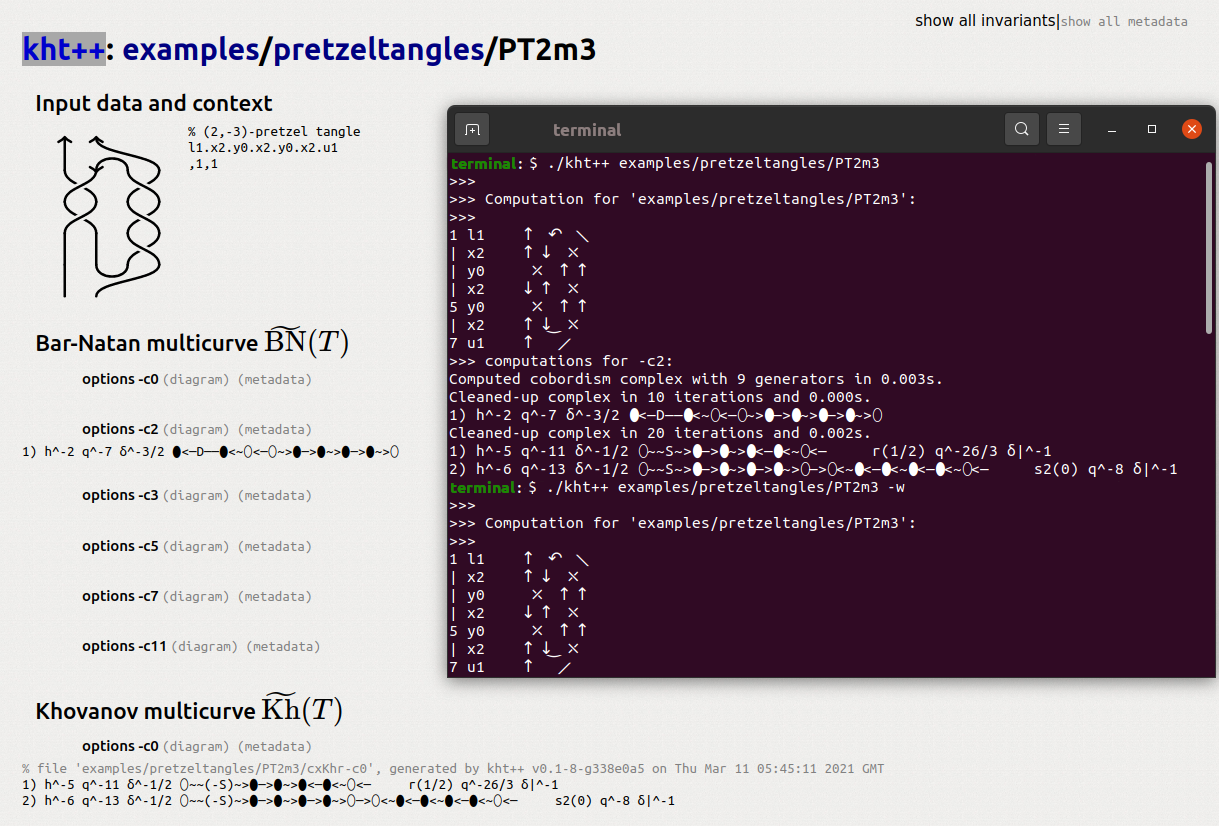 show all invariants|show all metadata
kht++: examples/pretzeltangles/PT2m3
Input data and context
% (2,-3)-pretzel tangle
l1.x2.y0.x2.y0.x2.u1
,1,1
Bar-Natan multicurve B͠N(T)
options -c0 (diagram) (metadata)
options -c2 (diagram) (metadata)
1) h^-2 q^-7 δ^-3/2 ⬮<─D──⬮<~⬯<─⬯~>⬮─>⬮~>⬮─>⬮~>⬯
options -c3 (diagram) (metadata)
options -c5 (diagram) (metadata)
options -c7 (diagram) (metadata)
options -c11 (diagram) (metadata)
Khovanov multicurve K͠h(T)
options -c0 (diagram) (metadata)
% file 'examples/pretzeltangles/PT2m3/cxKhr-c0', generated by kht++ v0.1-8-g338e0a5 on Thu Mar 11 05:45:11 2021 GMT
1) h^-5 q^-11 δ^-1/2 ⬯~~(-S)~>⬮─>⬮~>⬮<─⬮<~⬯<─ r(1/2) q^-26/3 δ|^-1
2) h^-6 q^-13 δ^-1/2 ⬯~~(-S)~>⬮─>⬮~>⬮─>⬮~>⬯─>⬯<~⬮<─⬮<~⬮<─⬮<~⬯<─ s2(0) q^-8 δ|^-1
terminal
terminal: $ ./kht++ examples/pretzeltangles/PT2m3
>>>
>>> Computation for 'examples/pretzeltangles/PT2m3':
>>>
1 l1 ↑ ↶ ╲
| x2 ↑ ↓ ⤫
| y0 ⤫ ↑ ↑
| x2 ↓ ↑ ⤫
5 y0 ⤫ ↑ ↑
| x2 ↑ ↓‿⤫
7 u1 ↑ ╱
>>> computations for -c2:
Computed cobordism complex with 9 generators in 0.003s.
Cleaned-up complex in 10 iterations and 0.000s.
1) h^-2 q^-7 δ^-3/2 ⬮<─D──⬮<~⬯<─⬯~>⬮─>⬮~>⬮─>⬮~>⬯
Cleaned-up complex in 20 iterations and 0.002s.
1) h^-5 q^-11 δ^-1/2 ⬯~~S~>⬮─>⬮~>⬮<─⬮<~⬯<─ r(1/2) q^-26/3 δ|^-1
2) h^-6 q^-13 δ^-1/2 ⬯~~S~>⬮─>⬮~>⬮─>⬮~>⬯─>⬯<~⬮<─⬮<~⬮<─⬮<~⬯<─ s2(0) q^-8 δ|^-1
terminal: $ ./kht++ examples/pretzeltangles/PT2m3 -w
>>>
>>> Computation for 'examples/pretzeltangles/PT2m3':
>>>
1 l1 ↑ ↶ ╲
| x2 ↑ ↓ ⤫
| y0 ⤫ ↑ ↑
| x2 ↓ ↑ ⤫
5 y0 ⤫ ↑ ↑
| x2 ↑ ↓‿⤫
7 u1 ↑ ╱